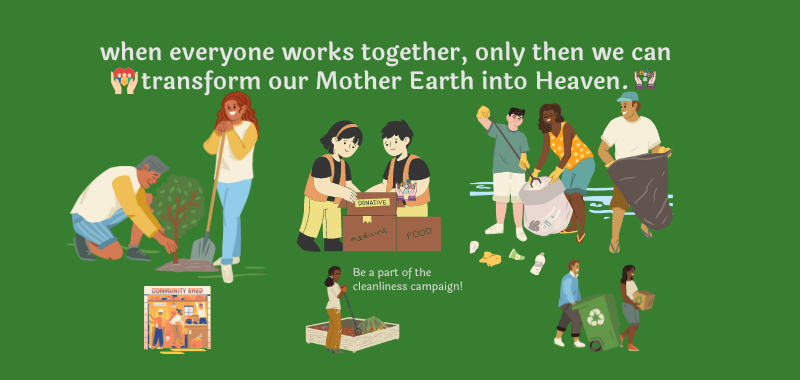 when everyone works together, only then we can
transform our Mother Earth into Heaven.
DONATIVE
medicine
FOOD
Be a part of the
cleanliness campaign!
COMMUNITY SHED